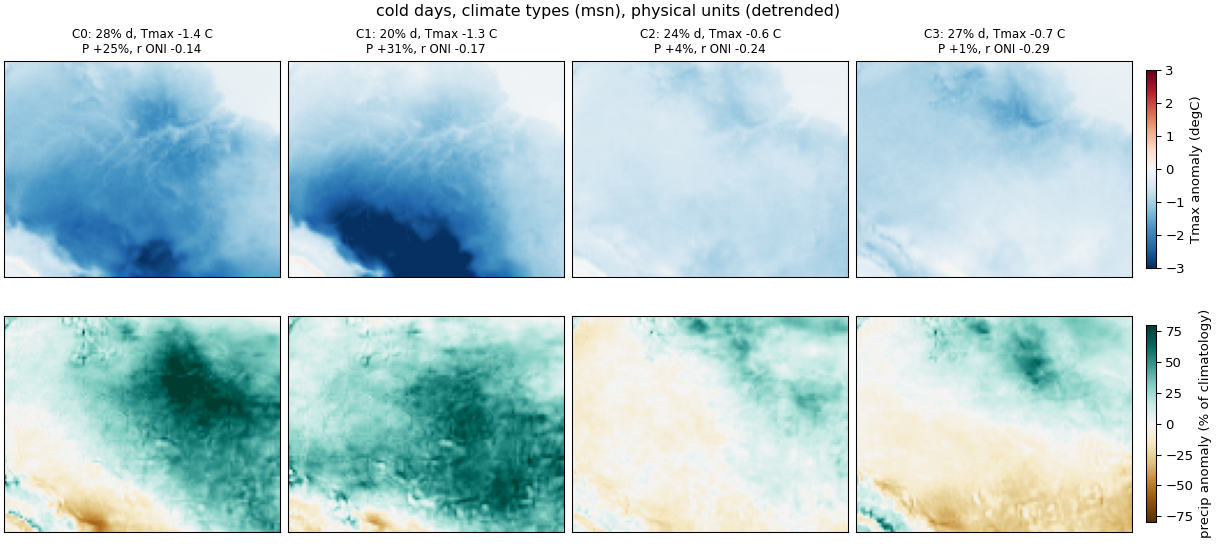 cold days, climate types (msn), physical units (detrended)
C0: 28% d, Tmax -1.4 C
P +25%, r ONI -0.14
C1: 20% d, Tmax -1.3 C
P +31%, r ONI -0.17
C2: 24% d, Tmax -0.6 C
P +4%, r ONI -0.24
C3: 27% d, Tmax -0.7 C
P +1%, r ONI -0.29
3
2
1
0
−1
−2
−3
Tmax anomaly (degC)
75
50
25
0
−25
−50
−75
precip anomaly (% of climatology)